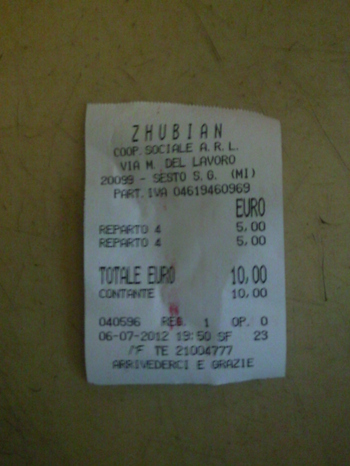 ZHUBIAN
COOP.SOCIALE A.R.L.
VIA M. DEL LAVORO
20099 - SESTO S.G. (MI)
PART.IVA 04619460969
EURO
REPARTO 4 5,00
REPARTO 4 5,00
TOTALE EURO 10,00
CONTANTE 10,00
040596 REG. 1 OP. 0
06-07-2012 19:50 SF 23
TE 21004777
ARRIVEDERCI E GRAZIE